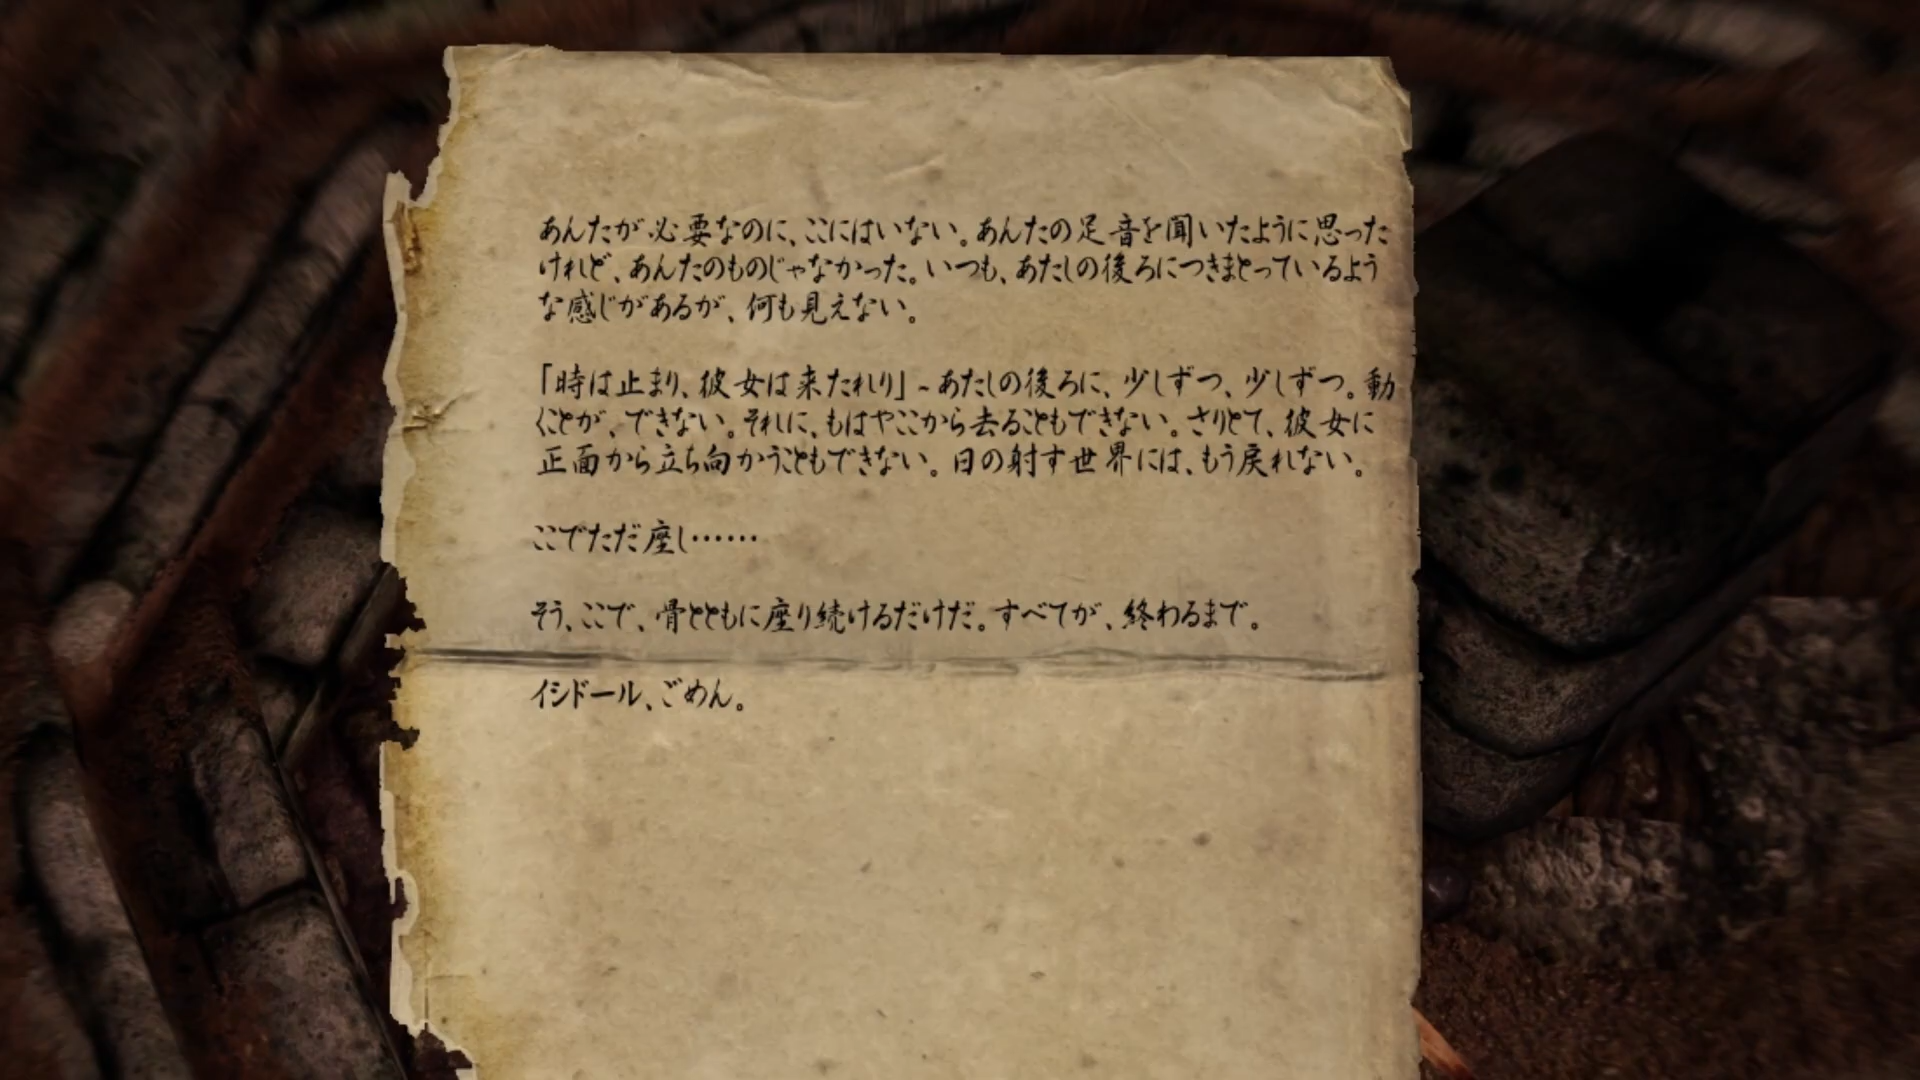 あんたが必要なのに、ここにはいない。あんたの足音を聞いたように思った
けれど、あんたのものじゃなかった。いつも、あたしの後ろにつきまとっているよう
な感じがあるが、何も見えない。
「時は止まり、彼女は来たれり」~あたしの後ろに、少しずつ、少しずつ。動
くことが、できない。それに、もはやここから去ることもできない。さりとて、彼女に
正面から立ち向かうこともできない。日の射す世界には、もう戻れない。
ここでただ座し……
そう、ここで、骨とともに座り続けるだけだ。すべてが、終わるまで。
イシドール、ごめん。